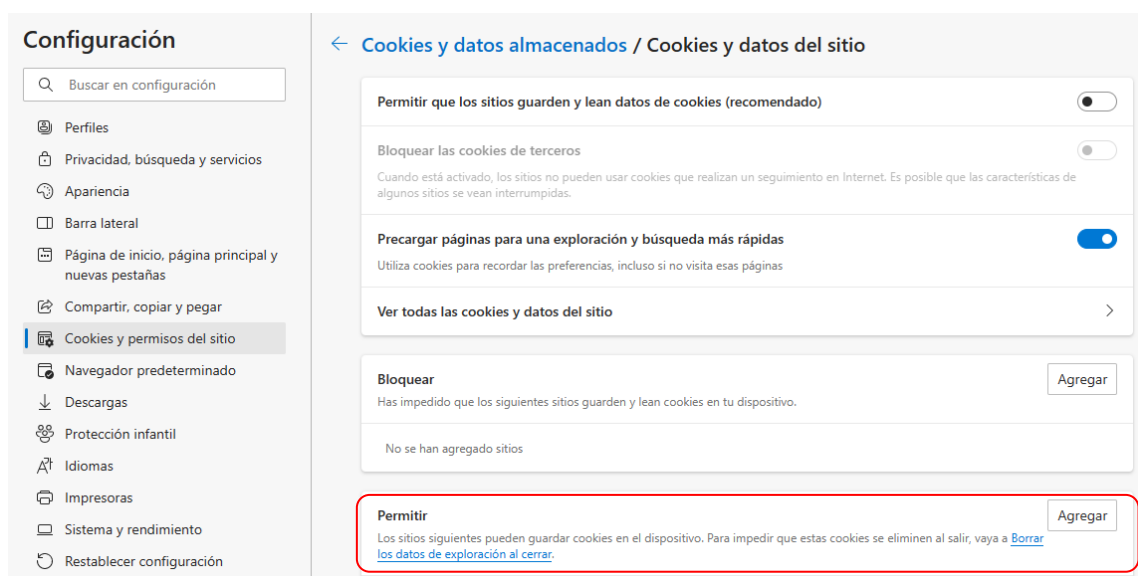 Configuración
Buscar en configuración
Perfiles
Privacidad, búsqueda y servicios
Apariencia
Barra lateral
Página de inicio, página principal y
nuevas pestañas
Compartir, copiar y pegar
Cookies y permisos del sitio
Navegador predeterminado
Descargas
Protección infantil
Idiomas
Impresoras
Sistema y rendimiento
Restablecer configuración
Cookies y datos almacenados / Cookies y datos del sitio
Permitir que los sitios guarden y lean datos de cookies (recomendado)
Bloquear las cookies de terceros
Cuando está activado, los sitios no pueden usar cookies que realizan un seguimiento en Internet. Es posible que las características de
algunos sitios se vean interrumpidas.
Precargar páginas para una exploración y búsqueda más rápidas
Utiliza cookies para recordar las preferencias, incluso si no visita esas páginas
Ver todas las cookies y datos del sitio
Bloquear
Agregar
Has impedido que los siguientes sitios guarden y lean cookies en tu dispositivo.
No se han agregado sitios
Permitir
Agregar
Los sitios siguientes pueden guardar cookies en el dispositivo. Para impedir que estas cookies se eliminen al salir, vaya a Borrar
los datos de exploración al cerrar.